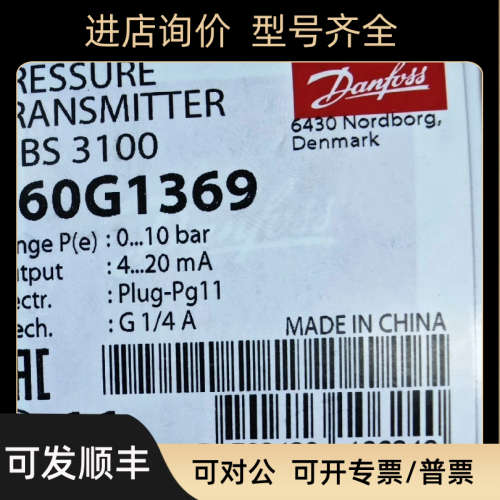 进店询价 型号齐全
RESSURE
RANSMITTER
BS 3100
60G1369
nge P(e) : 0...10 bar
utput : 4...20 mA
ectr. : Plug-Pg11
ech. : G 1/4 A
Danfoss
6430 Nordborg,
Denmark
MADE IN CHINA
可发顺丰
可对公 可开专票/普票